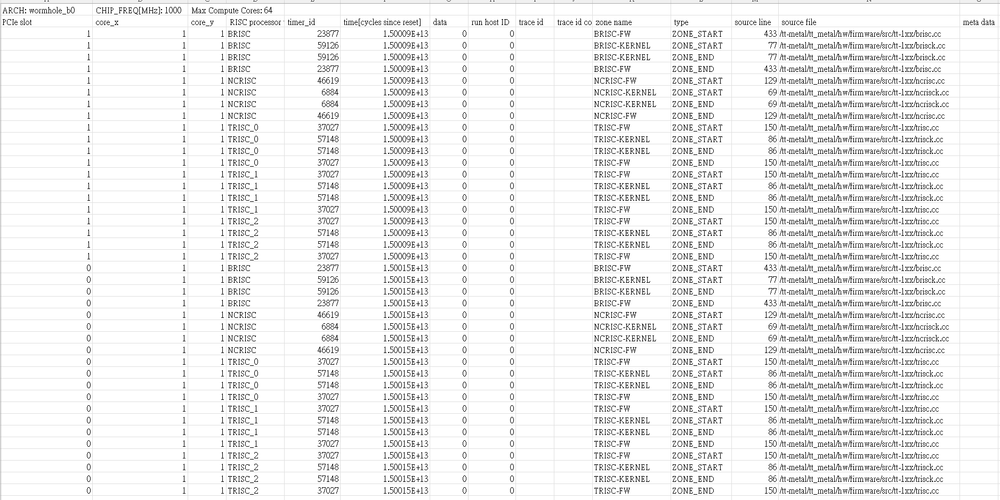 ARCH: wormhole_b0 CHIP_FREQ[MHz]: 1000 Max Compute Cores: 64
PCIe slot core_x core_y RISC processor timer_id time[cycles since reset] data run host ID trace id trace id co zone name type source line source file meta data
1 1 1 BRISC 23877 1.50009E+13 0 0 BRISC-FW ZONE_START 433 /tt-metal/tt_metal/hw/firmware/src/tt-1xx/brisc.cc
1 1 1 BRISC 59126 1.50009E+13 0 0 BRISC-KERNEL ZONE_START 77 /tt-metal/tt_metal/hw/firmware/src/tt-1xx/brisck.cc
1 1 1 BRISC 59126 1.50009E+13 0 0 BRISC-KERNEL ZONE_END 77 /tt-metal/tt_metal/hw/firmware/src/tt-1xx/brisck.cc
1 1 1 BRISC 23877 1.50009E+13 0 0 BRISC-FW ZONE_END 433 /tt-metal/tt_metal/hw/firmware/src/tt-1xx/brisc.cc
1 1 1 NCRISC 46619 1.50009E+13 0 0 NCRISC-FW ZONE_START 129 /tt-metal/tt_metal/hw/firmware/src/tt-1xx/ncrisc.cc
1 1 1 NCRISC 6884 1.50009E+13 0 0 NCRISC-KERNEL ZONE_START 69 /tt-metal/tt_metal/hw/firmware/src/tt-1xx/ncrisck.cc
1 1 1 NCRISC 6884 1.50009E+13 0 0 NCRISC-KERNEL ZONE_END 69 /tt-metal/tt_metal/hw/firmware/src/tt-1xx/ncrisck.cc
1 1 1 NCRISC 46619 1.50009E+13 0 0 NCRISC-FW ZONE_END 129 /tt-metal/tt_metal/hw/firmware/src/tt-1xx/ncrisc.cc
1 1 1 TRISC_0 37027 1.50009E+13 0 0 TRISC-FW ZONE_START 150 /tt-metal/tt_metal/hw/firmware/src/tt-1xx/trisc.cc
1 1 1 TRISC_0 57148 1.50009E+13 0 0 TRISC-KERNEL ZONE_START 86 /tt-metal/tt_metal/hw/firmware/src/tt-1xx/trisck.cc
1 1 1 TRISC_0 57148 1.50009E+13 0 0 TRISC-KERNEL ZONE_END 86 /tt-metal/tt_metal/hw/firmware/src/tt-1xx/trisck.cc
1 1 1 TRISC_0 37027 1.50009E+13 0 0 TRISC-FW ZONE_END 150 /tt-metal/tt_metal/hw/firmware/src/tt-1xx/trisc.cc
1 1 1 TRISC_1 37027 1.50009E+13 0 0 TRISC-FW ZONE_START 150 /tt-metal/tt_metal/hw/firmware/src/tt-1xx/trisc.cc
1 1 1 TRISC_1 57148 1.50009E+13 0 0 TRISC-KERNEL ZONE_START 86 /tt-metal/tt_metal/hw/firmware/src/tt-1xx/trisck.cc
1 1 1 TRISC_1 57148 1.50009E+13 0 0 TRISC-KERNEL ZONE_END 86 /tt-metal/tt_metal/hw/firmware/src/tt-1xx/trisck.cc
1 1 1 TRISC_1 37027 1.50009E+13 0 0 TRISC-FW ZONE_END 150 /tt-metal/tt_metal/hw/firmware/src/tt-1xx/trisc.cc
1 1 1 TRISC_2 37027 1.50009E+13 0 0 TRISC-FW ZONE_START 150 /tt-metal/tt_metal/hw/firmware/src/tt-1xx/trisc.cc
1 1 1 TRISC_2 57148 1.50009E+13 0 0 TRISC-KERNEL ZONE_START 86 /tt-metal/tt_metal/hw/firmware/src/tt-1xx/trisck.cc
1 1 1 TRISC_2 57148 1.50009E+13 0 0 TRISC-KERNEL ZONE_END 86 /tt-metal/tt_metal/hw/firmware/src/tt-1xx/trisck.cc
1 1 1 TRISC_2 37027 1.50009E+13 0 0 TRISC-FW ZONE_END 150 /tt-metal/tt_metal/hw/firmware/src/tt-1xx/trisc.cc
0 1 1 BRISC 23877 1.50015E+13 0 0 BRISC-FW ZONE_START 433 /tt-metal/tt_metal/hw/firmware/src/tt-1xx/brisc.cc
0 1 1 BRISC 59126 1.50015E+13 0 0 BRISC-KERNEL ZONE_START 77 /tt-metal/tt_metal/hw/firmware/src/tt-1xx/brisck.cc
0 1 1 BRISC 59126 1.50015E+13 0 0 BRISC-KERNEL ZONE_END 77 /tt-metal/tt_metal/hw/firmware/src/tt-1xx/brisck.cc
0 1 1 BRISC 23877 1.50015E+13 0 0 BRISC-FW ZONE_END 433 /tt-metal/tt_metal/hw/firmware/src/tt-1xx/brisc.cc
0 1 1 NCRISC 46619 1.50015E+13 0 0 NCRISC-FW ZONE_START 129 /tt-metal/tt_metal/hw/firmware/src/tt-1xx/ncrisc.cc
0 1 1 NCRISC 6884 1.50015E+13 0 0 NCRISC-KERNEL ZONE_START 69 /tt-metal/tt_metal/hw/firmware/src/tt-1xx/ncrisck.cc
0 1 1 NCRISC 6884 1.50015E+13 0 0 NCRISC-KERNEL ZONE_END 69 /tt-metal/tt_metal/hw/firmware/src/tt-1xx/ncrisck.cc
0 1 1 NCRISC 46619 1.50015E+13 0 0 NCRISC-FW ZONE_END 129 /tt-metal/tt_metal/hw/firmware/src/tt-1xx/ncrisc.cc
0 1 1 TRISC_0 37027 1.50015E+13 0 0 TRISC-FW ZONE_START 150 /tt-metal/tt_metal/hw/firmware/src/tt-1xx/trisc.cc
0 1 1 TRISC_0 57148 1.50015E+13 0 0 TRISC-KERNEL ZONE_START 86 /tt-metal/tt_metal/hw/firmware/src/tt-1xx/trisck.cc
0 1 1 TRISC_0 57148 1.50015E+13 0 0 TRISC-KERNEL ZONE_END 86 /tt-metal/tt_metal/hw/firmware/src/tt-1xx/trisck.cc
0 1 1 TRISC_0 37027 1.50015E+13 0 0 TRISC-FW ZONE_END 150 /tt-metal/tt_metal/hw/firmware/src/tt-1xx/trisc.cc
0 1 1 TRISC_1 37027 1.50015E+13 0 0 TRISC-FW ZONE_START 150 /tt-metal/tt_metal/hw/firmware/src/tt-1xx/trisc.cc
0 1 1 TRISC_1 57148 1.50015E+13 0 0 TRISC-KERNEL ZONE_START 86 /tt-metal/tt_metal/hw/firmware/src/tt-1xx/trisck.cc
0 1 1 TRISC_1 57148 1.50015E+13 0 0 TRISC-KERNEL ZONE_END 86 /tt-metal/tt_metal/hw/firmware/src/tt-1xx/trisck.cc
0 1 1 TRISC_1 37027 1.50015E+13 0 0 TRISC-FW ZONE_END 150 /tt-metal/tt_metal/hw/firmware/src/tt-1xx/trisc.cc
0 1 1 TRISC_2 37027 1.50015E+13 0 0 TRISC-FW ZONE_START 150 /tt-metal/tt_metal/hw/firmware/src/tt-1xx/trisc.cc
0 1 1 TRISC_2 57148 1.50015E+13 0 0 TRISC-KERNEL ZONE_START 86 /tt-metal/tt_metal/hw/firmware/src/tt-1xx/trisck.cc
0 1 1 TRISC_2 57148 1.50015E+13 0 0 TRISC-KERNEL ZONE_END 86 /tt-metal/tt_metal/hw/firmware/src/tt-1xx/trisck.cc
0 1 1 TRISC_2 37027 1.50015E+13 0 0 TRISC-FW ZONE_END 150 /tt-metal/tt_metal/hw/firmware/src/tt-1xx/trisc.cc